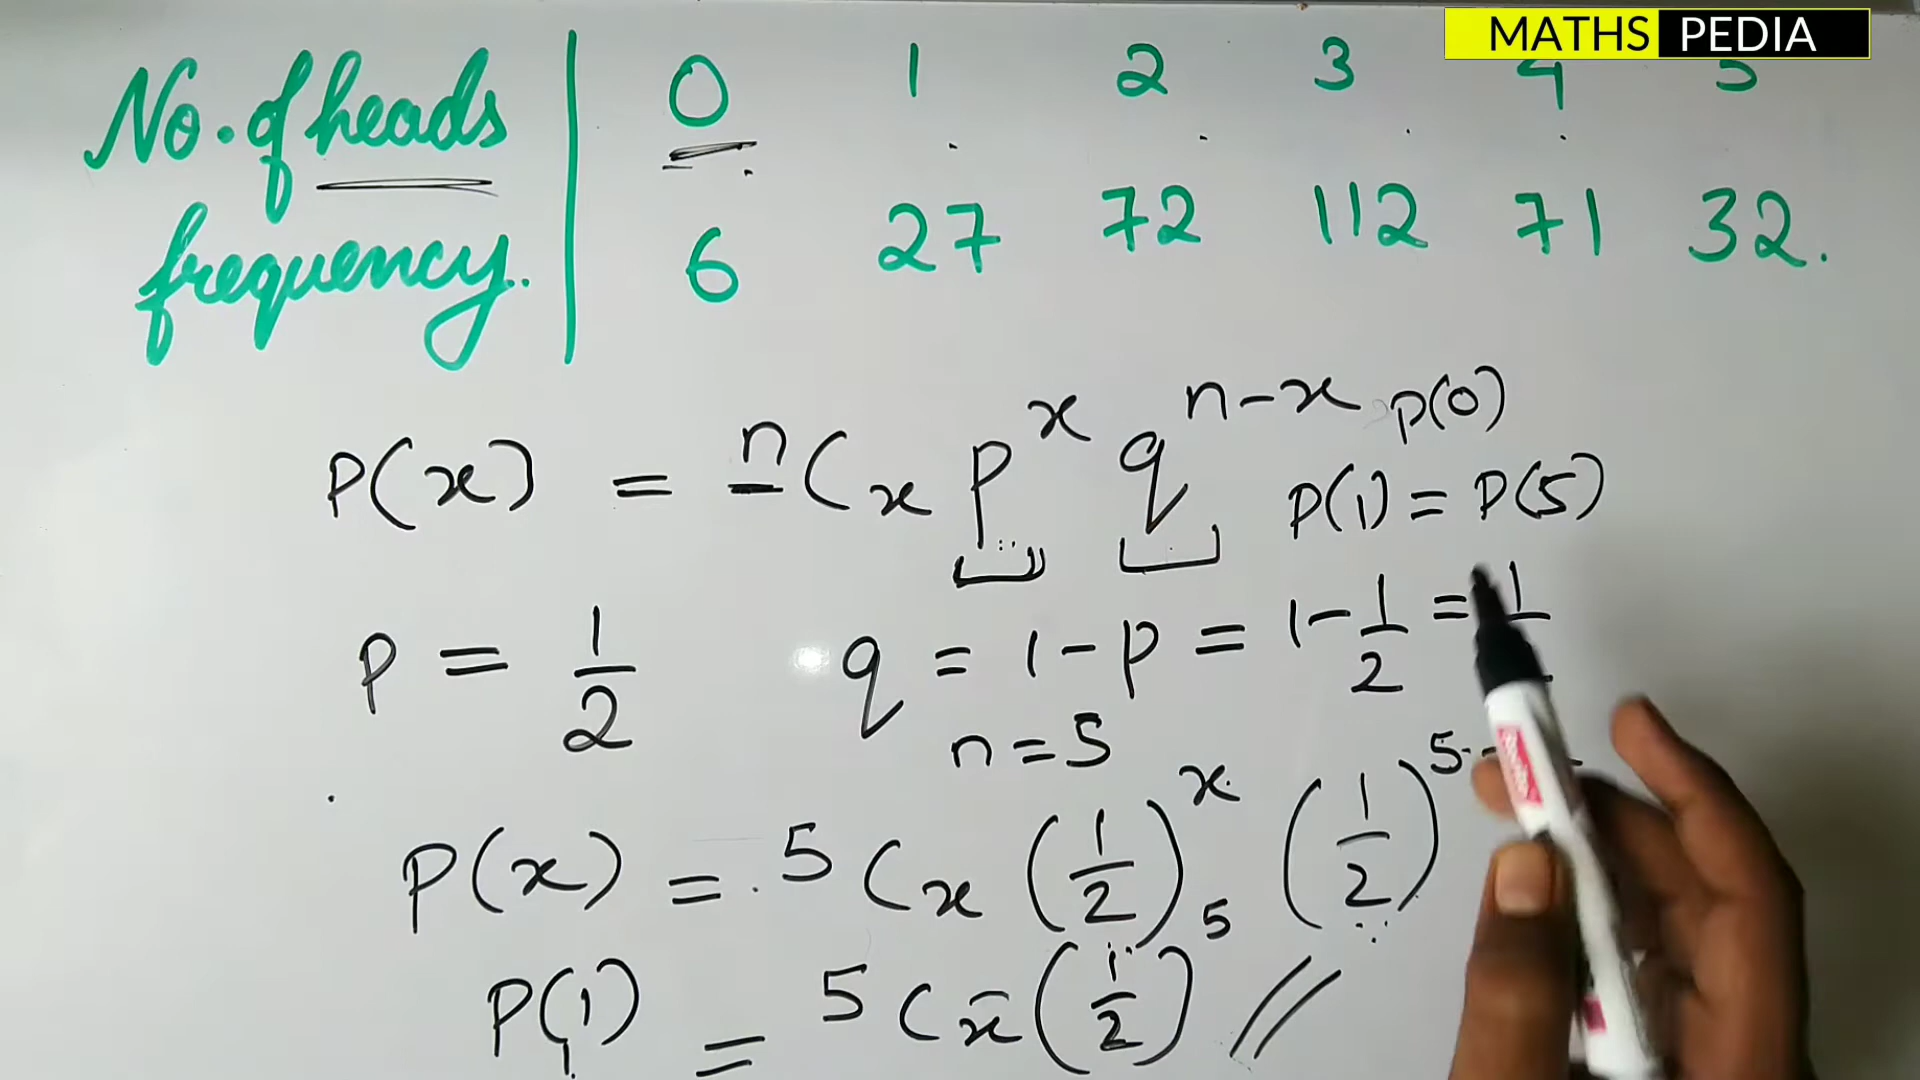 MATHS PEDIA
No. of heads | 0 1 2 3 4 5
frequency. | 6 27 72 112 71 32.
P(x) = nCx p^x q^n-x P(0)
P(1) = P(5)
p = 1/2 q = 1-p = 1-1/2 = 1
n = 5
P(x) = 5Cx (1/2)^x (1/2)^5-
P(1) = 5Cx (1/2)^5 //